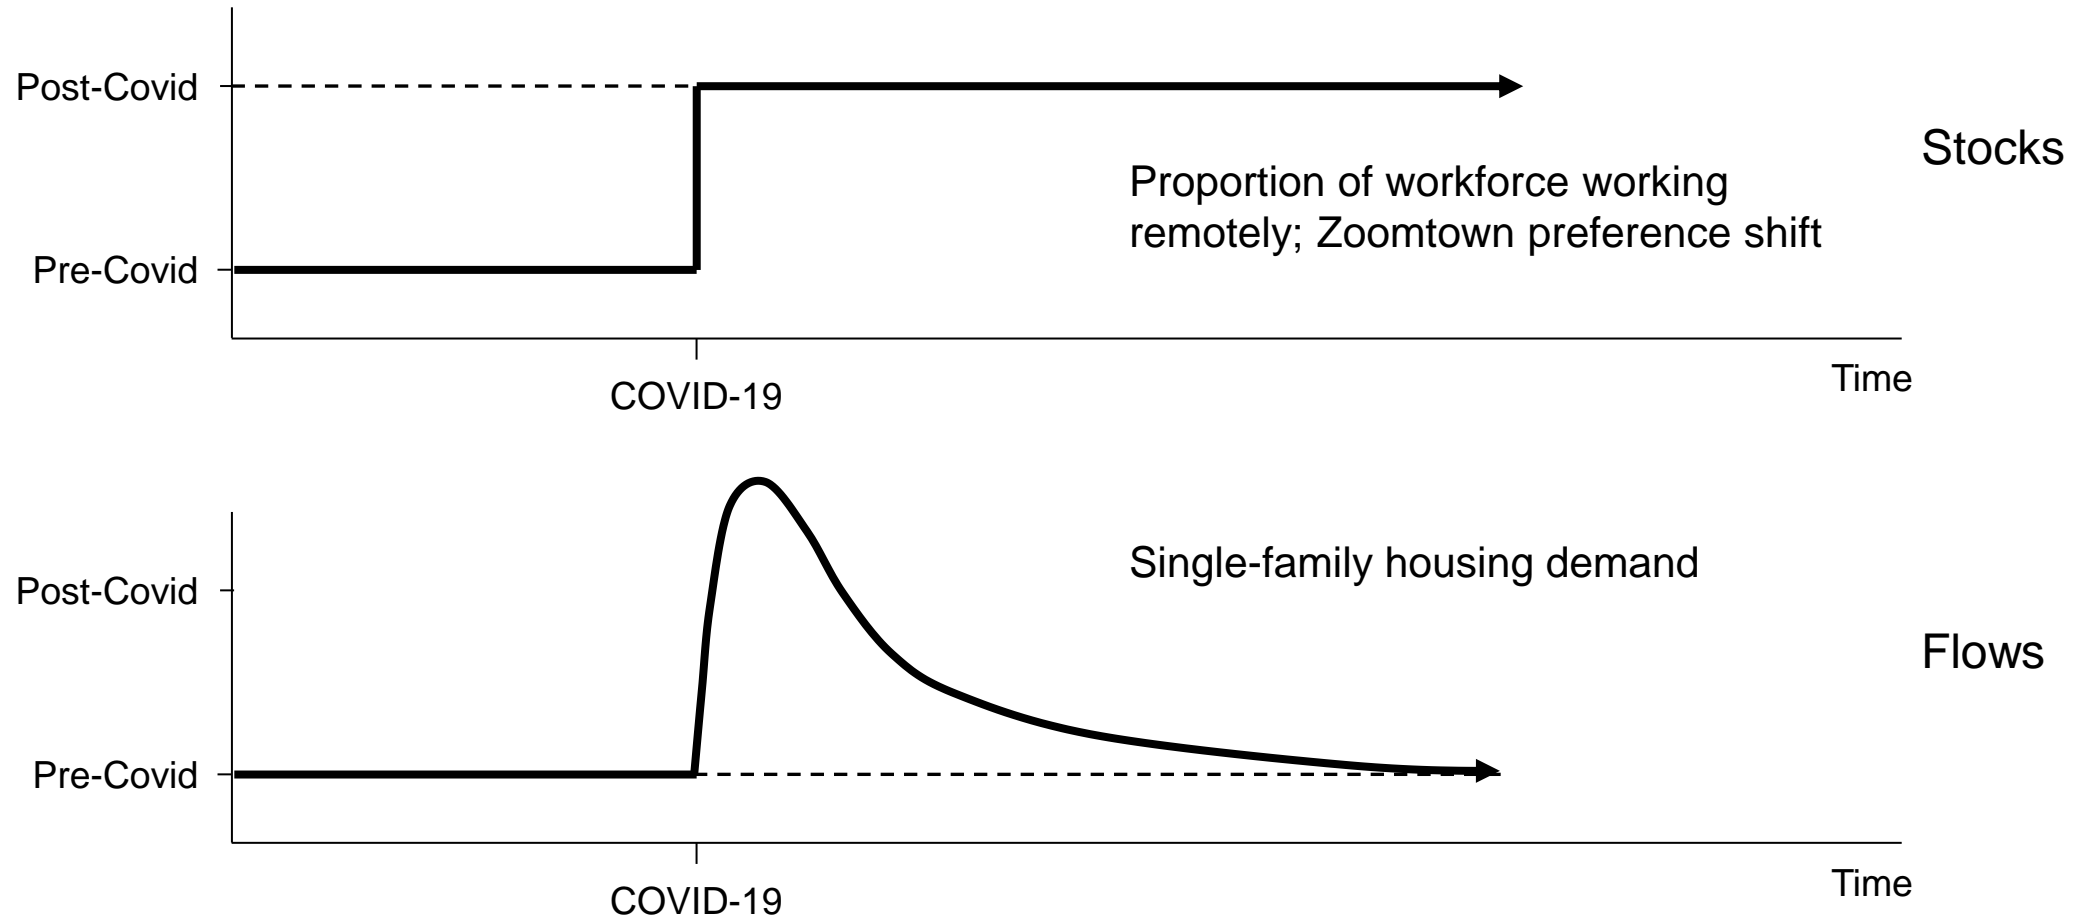 Post-Covid
Stocks
Proportion of workforce working
remotely; Zoomtown preference shift
Pre-Covid
Time
COVID-19
Single-family housing demand
Post-Covid
Flows
Pre-Covid
Time
COVID-19